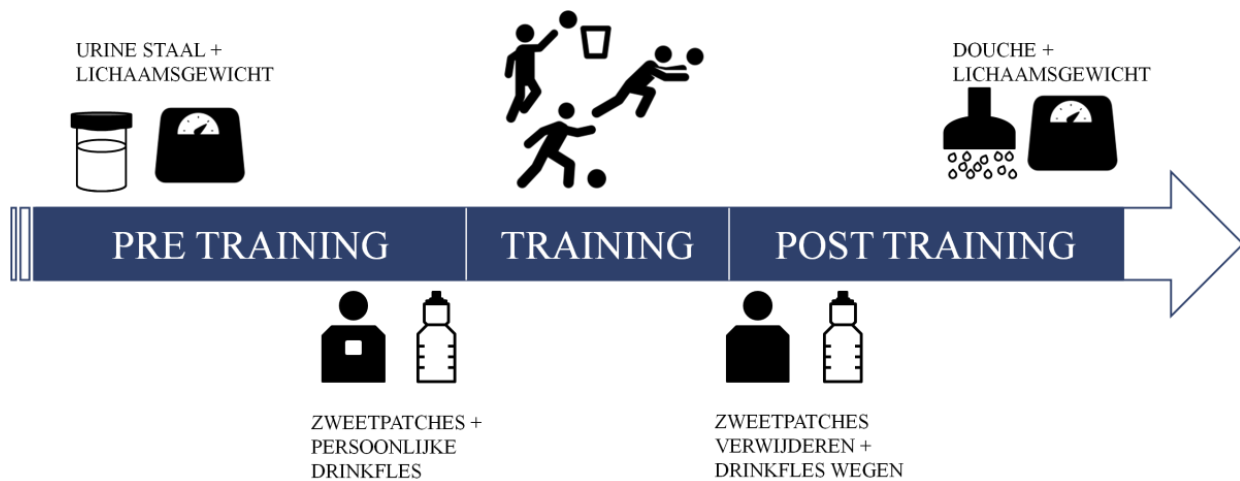 URINE STAAL +
LICHAAMSGEWICHT
DOUCHE +
LICHAAMSGEWICHT
PRE TRAINING
TRAINING
POST TRAINING
ZWEETPATCHES +
PERSOONLIJKE
DRINKFLES
ZWEETPATCHES
VERWIJDEREN +
DRINKFLES WEGEN